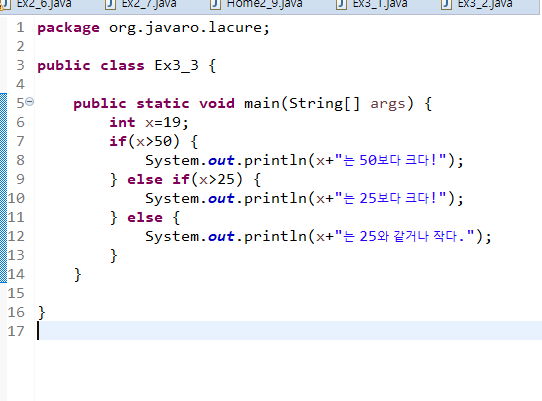 Ex2_6.java Ex2_7.java Home2_9.java Ex3_1.java Ex3_2.java
1 package org.javaro.lacure;
2
3 public class Ex3_3 {
4
5 public static void main(String[] args) {
6 int x=19;
7 if(x>50) {
8 System.out.println(x+"는 50보다 크다!");
9 } else if(x>25) {
10 System.out.println(x+"는 25보다 크다!");
11 } else {
12 System.out.println(x+"는 25와 같거나 작다.");
13 }
14 }
15
16 }
17